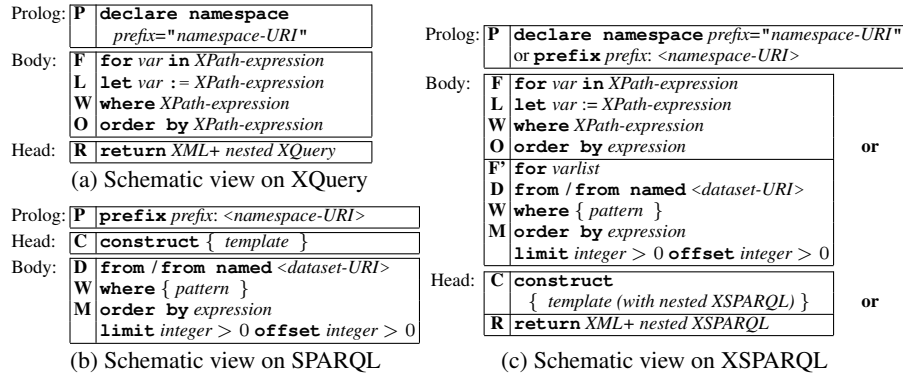 Prolog: P declare namespace
prefix="namespace-URI"
Body: F for var in XPath-expression
L let var := XPath-expression
W where XPath-expression
O order by XPath-expression
Head: R return XML+ nested XQuery
(a) Schematic view on XQuery
Prolog: P prefix prefix: <namespace-URI>
Head: C construct { template }
Body: D from / from named <dataset-URI>
W where { pattern }
M order by expression
limit integer > 0 offset integer > 0
(b) Schematic view on SPARQL
Prolog: P declare namespace prefix="namespace-URI"
or prefix prefix: <namespace-URI>
Body: F for var in XPath-expression
L let var := XPath-expression
W where XPath-expression
O order by expression or
F' for varlist
D from / from named <dataset-URI>
W where { pattern }
M order by expression
limit integer > 0 offset integer > 0
Head: C construct
{ template (with nested XSPARQL) } or
R return XML+ nested XSPARQL
(c) Schematic view on XSPARQL